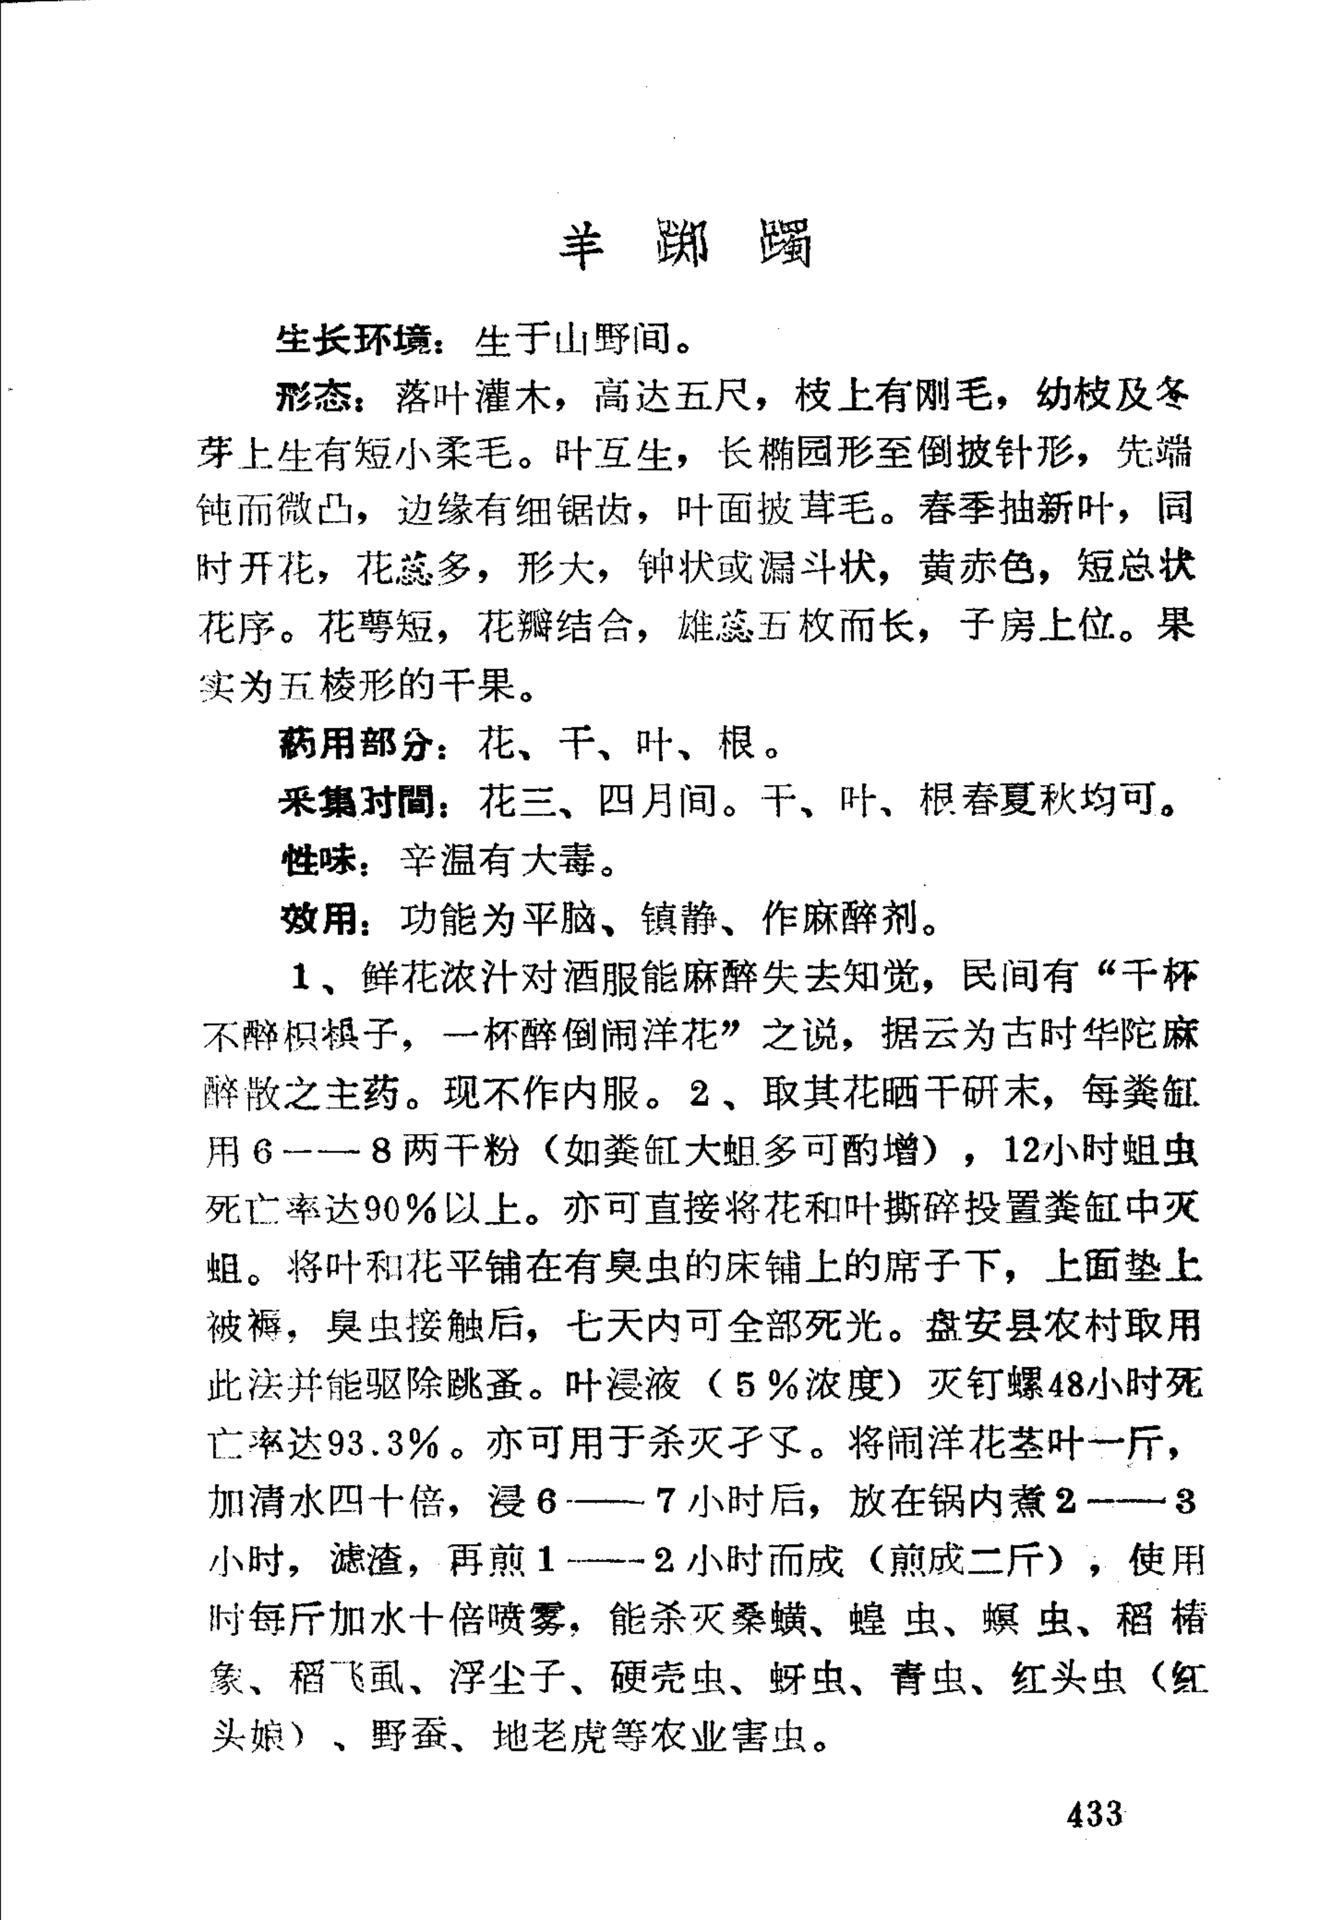 羊踯躅
生长环境：生于山野间。
形态：落叶灌木，高达五尺，枝上有刚毛，幼枝及冬
芽上生有短小柔毛。叶互生，长椭园形至倒披针形，先端
钝而微凸，边缘有细锯齿，叶面披茸毛。春季抽新叶，同
时开花，花蕊多，形大，钟状或漏斗状，黄赤色，短总状
花序。花萼短，花瓣结合，雄蕊五枚而长，子房上位。果
实为五棱形的干果。
药用部分：花、干、叶、根。
采集时間：花三、四月间。干、叶、根春夏秋均可。
性味：辛温有大毒。
效用：功能为平脑、镇静、作麻醉剂。
1、鲜花浓汁对酒服能麻醉失去知觉，民间有“千杯
不醉枳椇子，一杯醉倒闹洋花”之说，据云为古时华陀麻
醉散之主药。现不作内服。2、取其花晒干研末，每粪缸
用6——8两干粉（如粪缸大蛆多可酌增），12小时蛆虫
死亡率达90％以上。亦可直接将花和叶撕碎投置粪缸中灭
蛆。将叶和花平铺在有臭虫的床铺上的席子下，上面垫上
被褥，臭虫接触后，七天内可全部死光。盘安县农村取用
此法并能驱除跳蚤。叶浸液（5％浓度）灭钉螺48小时死
亡率达93.3％。亦可用于杀灭孑孓。将闹洋花茎叶一斤，
加清水四十倍，浸6——7小时后，放在锅内煮2——3
小时，滤渣，再煎1——2小时而成（煎成二斤），使用
时每斤加水十倍喷雾，能杀灭桑蟥、蝗虫、螟虫、稻椿
象、稻飞虱、浮尘子、硬壳虫、蚜虫、青虫、红头虫（红
头娘）、野蚕、地老虎等农业害虫。
433